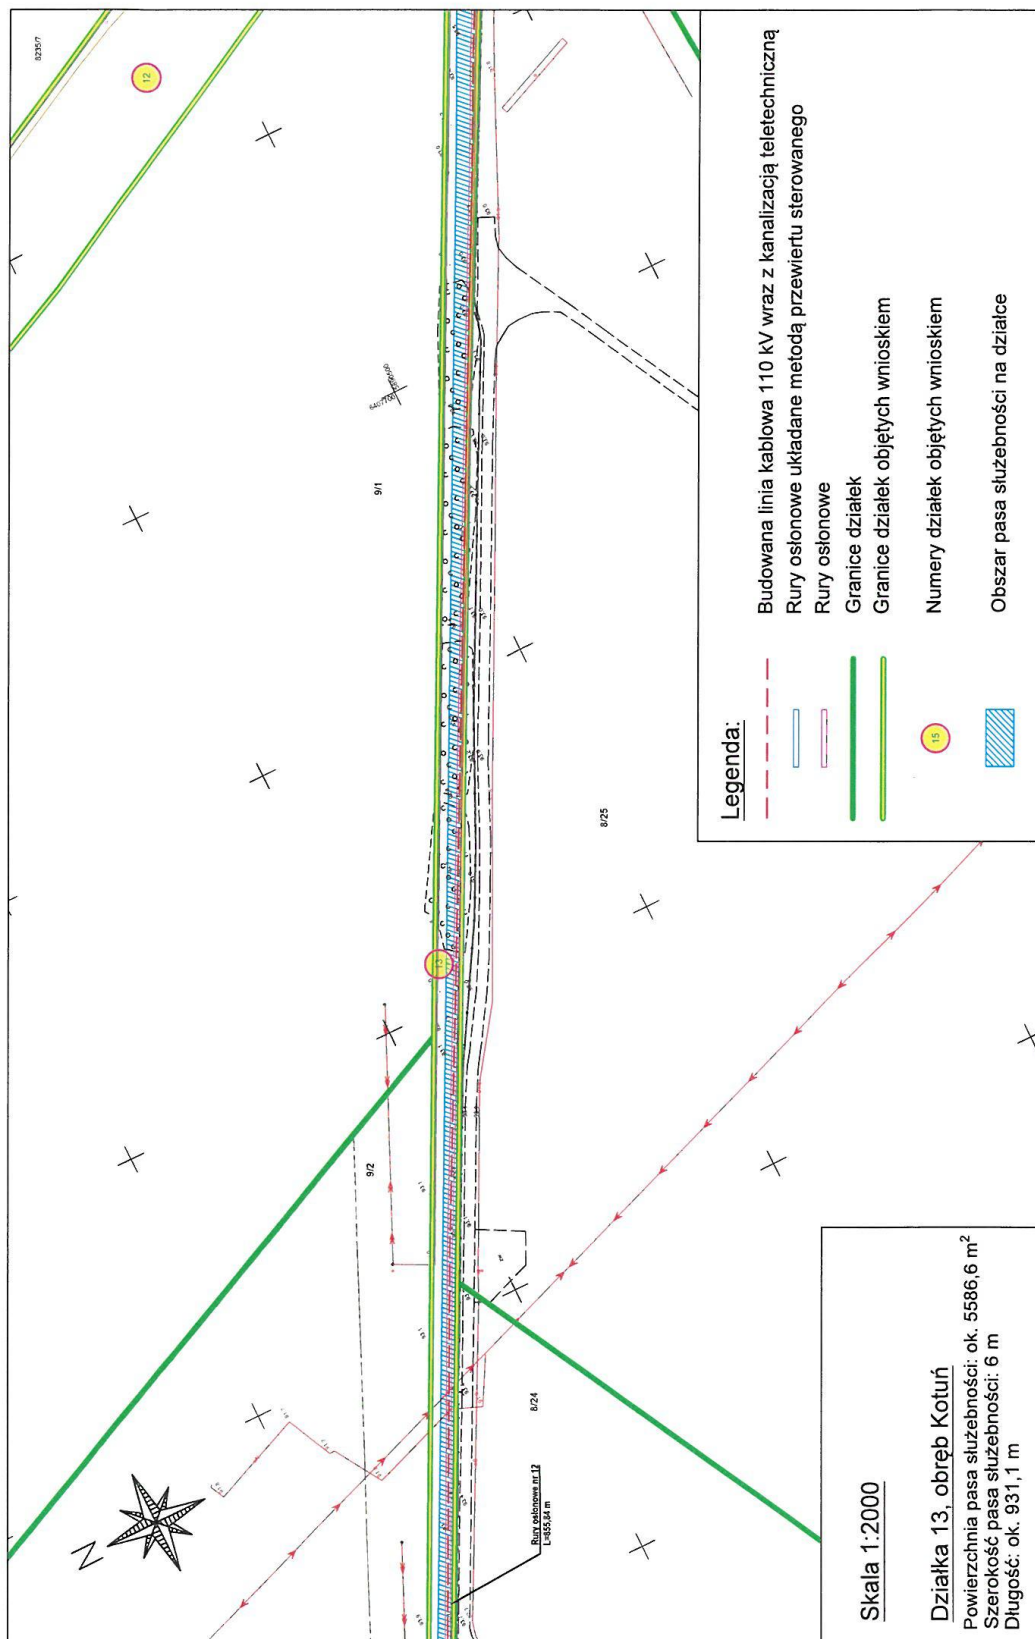 82357/7
12
9/1
13
9/2
8/25
8/24
N
Rury osłonowe nr 12
L=855,84 m
Legenda:
Budowana linia kablowa 110 kV wraz z kanalizacją teletechniczną
Rury osłonowe układane metodą przewiertu sterowanego
Rury osłonowe
Granice działek
Granice działek objętych wnioskiem
15
Numery działek objętych wnioskiem
Obszar pasa służebności na działce
Skala 1:2000
Działka 13, obręb Kotuń
Powierzchnia pasa służebności: ok. 5586,6 m²
Szerokość pasa służebności: 6 m
Długość: ok. 931,1 m